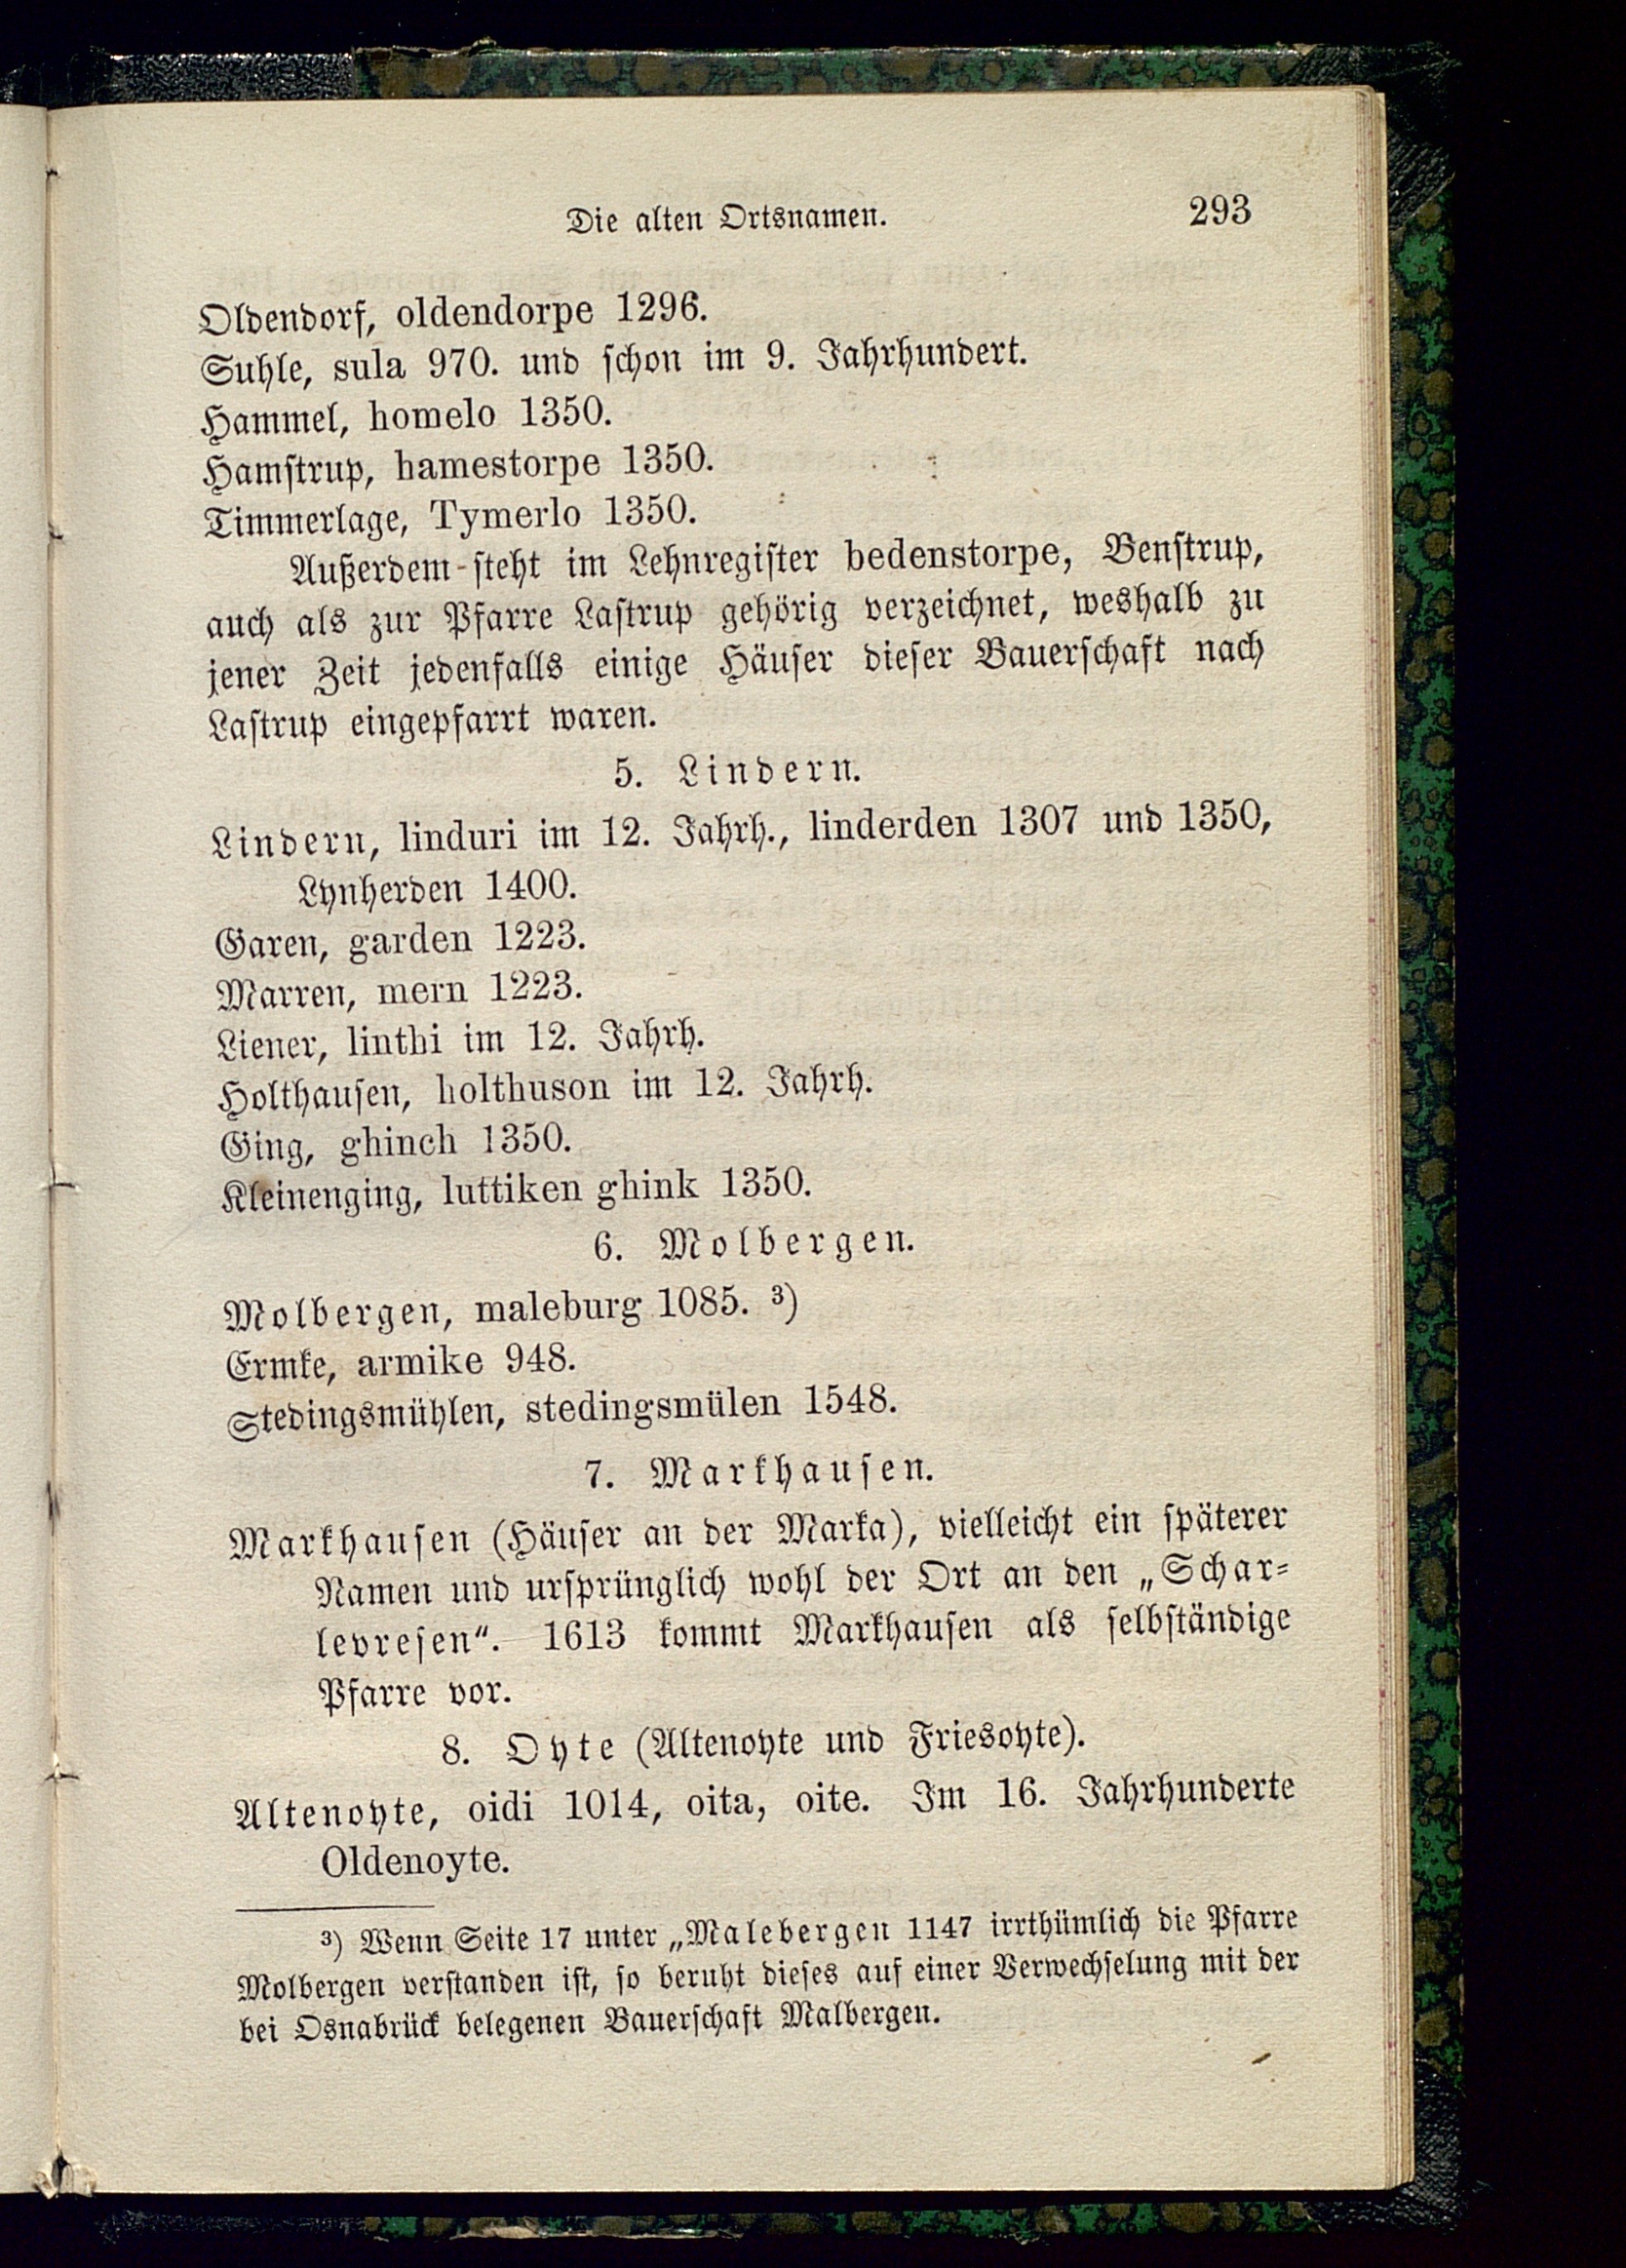 Die alten Ortsnamen. 293
Oldendorf, oldendorpe 1296.
Suhle, sula 970. und schon im 9. Jahrhundert.
Hammel, homelo 1350.
Hamstrup, hamestorpe 1350.
Timmerlage, Tymerlo 1350.
Außerdem steht im Lehnregister bedenstorpe, Benstrup,
auch als zur Pfarre Lastrup gehörig verzeichnet, weshalb zu
jener Zeit jedenfalls einige Häuser dieser Bauerschaft nach
Lastrup eingepfarrt waren.
5. Lindern.
Lindern, linduri im 12. Jahrh., linderden 1307 und 1350,
Lynherden 1400.
Garen, garden 1223.
Marren, mern 1223.
Liener, linthi im 12. Jahrh.
Holthausen, holthuson im 12. Jahrh.
Ging, ghinch 1350.
Kleinenging, luttiken ghink 1350.
6. Molbergen.
Molbergen, maleburg 1085. ³)
Ermke, armike 948.
Stedingsmühlen, stedingsmülen 1548.
7. Markhausen.
Markhausen (Häuser an der Marka), vielleicht ein späterer
Namen und ursprünglich wohl der Ort an den „Schar-
levresen“. 1613 kommt Markhausen als selbständige
Pfarre vor.
8. Oyte (Altenoyte und Friesoyte).
Altenoyte, oidi 1014, oita, oite. Im 16. Jahrhunderte
Oldenoyte.
³) Wenn Seite 17 unter „Malebergen 1147 irrthümlich die Pfarre
Molbergen verstanden ist, so beruht dieses auf einer Verwechselung mit der
bei Osnabrück belegenen Bauerschaft Malbergen.